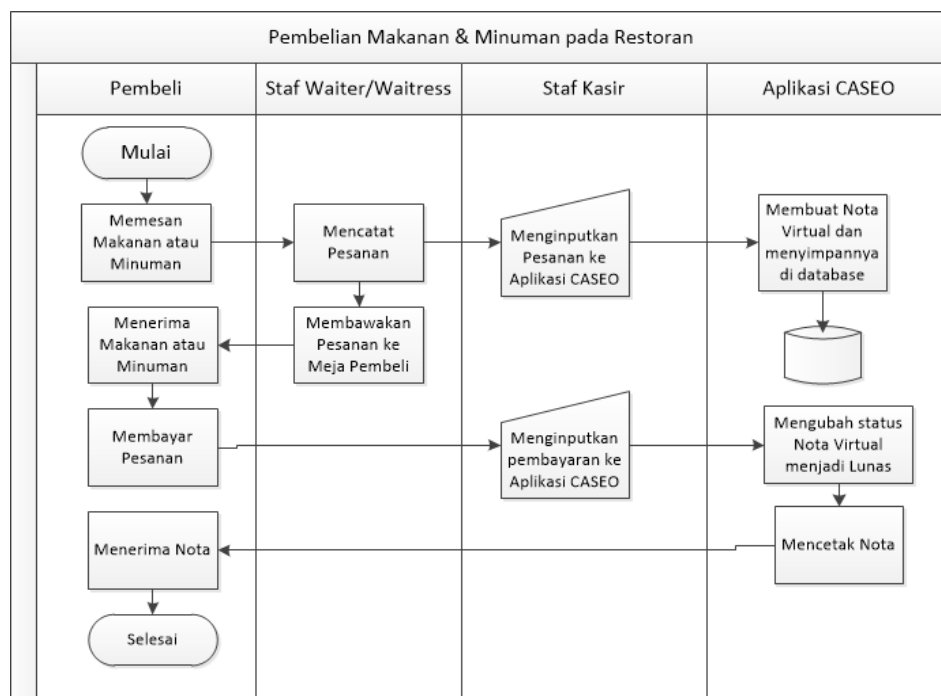 Pembelian Makanan & Minuman pada Restoran
Pembeli
Staf Waiter/Waitress
Staf Kasir
Aplikasi CASEO
Mulai
Memesan
Makanan atau
Minuman
Mencatat
Pesanan
Menginputkan
Pesanan ke
Aplikasi CASEO
Membuat Nota
Virtual dan
menyimpannya
di database
Menerima
Makanan atau
Minuman
Membawakan
Pesanan ke
Meja Pembeli
Membayar
Pesanan
Menginputkan
pembayaran ke
Aplikasi CASEO
Mengubah status
Nota Virtual
menjadi Lunas
Menerima Nota
Mencetak Nota
Selesai